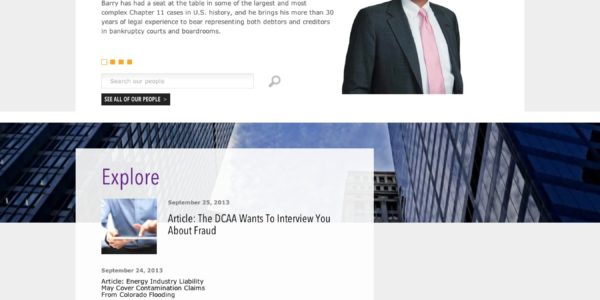 Barry has had a seat at the table in some of the largest and most
complex Chapter 11 cases in U.S. history, and he brings his more than 30
years of legal experience to bear representing both debtors and creditors
in bankruptcy courts and boardrooms.
Search our people
SEE ALL OF OUR PEOPLE >
Explore
September 25, 2013
Article: The DCAA Wants To Interview You
About Fraud
September 24, 2013
Article: Energy Industry Liability
May Cover Contamination Claims
From Colorado Flooding